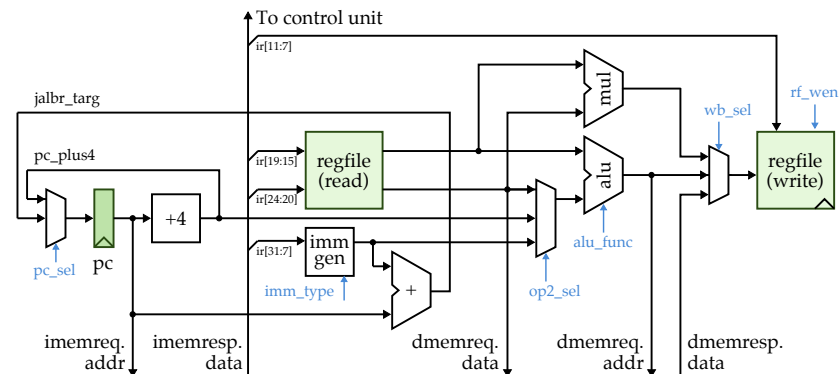 To control unit
ir[11:7]
jalbr_targ
mul
wb_sel
rf_wen
pc_plus4
ir[19:15]
regfile
(read)
alu
regfile
(write)
ir[24:20]
+4
ir[31:7]
imm
gen
alu_func
pc_sel
pc
imm_type
+
op2_sel
imemreq.
addr
imemresp.
data
dmemreq.
data
dmemreq.
addr
dmemresp.
data